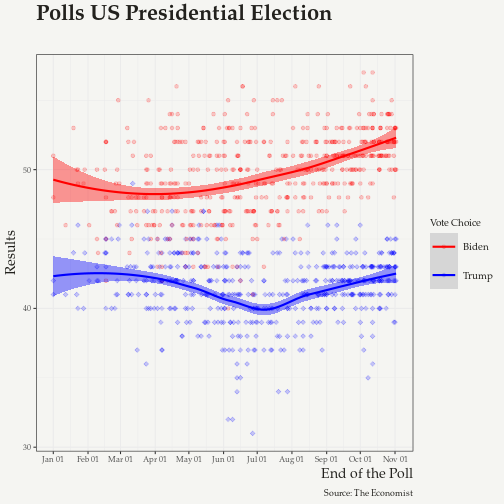 Polls US Presidential Election
Results
50
40
30
Jan 01 Feb 01 Mar 01 Apr 01 May 01 Jun 01 Jul 01 Aug 01 Sep 01 Oct 01 Nov 01
End of the Poll
Source: The Economist
Vote Choice
Biden
Trump